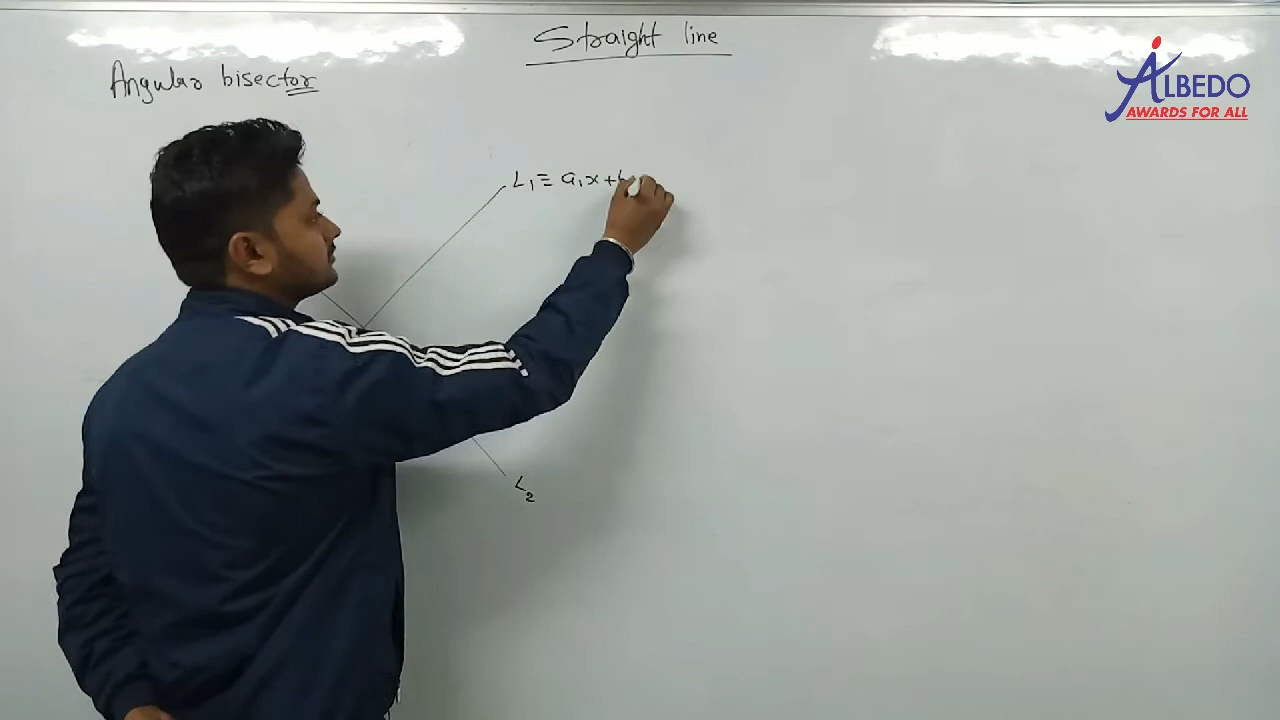 Straight line
Angular bisector
ALBEDO
AWARDS FOR ALL
L₁ ≡ a₁x +
L₂